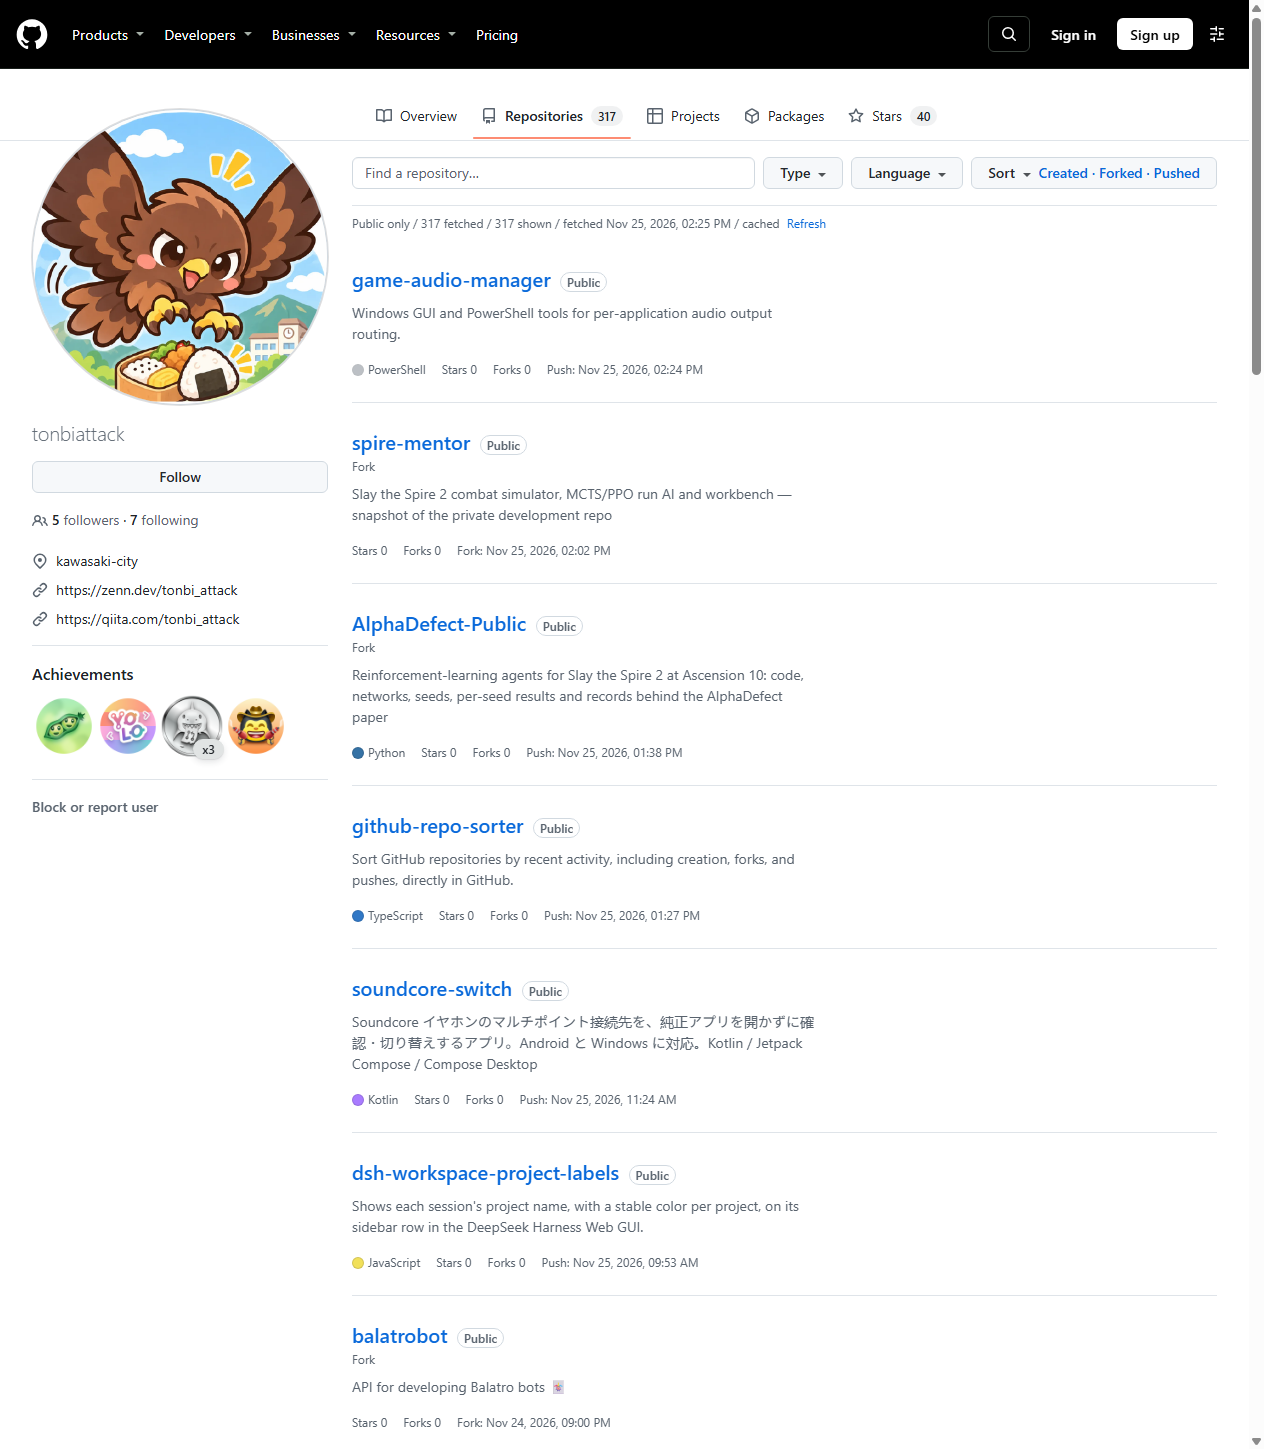 Products
Developers
Businesses
Resources
Pricing
Sign in
Sign up
Overview
Repositories 317
Projects
Packages
Stars 40
Find a repository...
Type
Language
Sort Created · Forked · Pushed
Public only / 317 fetched / 317 shown / fetched Nov 25, 2026, 02:25 PM / cached Refresh
tonbiattack
Follow
5 followers · 7 following
kawasaki-city
https://zenn.dev/tonbi_attack
https://qiita.com/tonbi_attack
Achievements
YOLO
x3
Block or report user
game-audio-manager Public
Windows GUI and PowerShell tools for per-application audio output
routing.
PowerShell Stars 0 Forks 0 Push: Nov 25, 2026, 02:24 PM
spire-mentor Public
Fork
Slay the Spire 2 combat simulator, MCTS/PPO run AI and workbench —
snapshot of the private development repo
Stars 0 Forks 0 Fork: Nov 25, 2026, 02:02 PM
AlphaDefect-Public Public
Fork
Reinforcement-learning agents for Slay the Spire 2 at Ascension 10: code,
networks, seeds, per-seed results and records behind the AlphaDefect
paper
Python Stars 0 Forks 0 Push: Nov 25, 2026, 01:38 PM
github-repo-sorter Public
Sort GitHub repositories by recent activity, including creation, forks, and
pushes, directly in GitHub.
TypeScript Stars 0 Forks 0 Push: Nov 25, 2026, 01:27 PM
soundcore-switch Public
Soundcore イヤホンのマルチポイント接続先を、純正アプリを開かずに確
認・切り替えするアプリ。Android と Windows に対応。Kotlin / Jetpack
Compose / Compose Desktop
Kotlin Stars 0 Forks 0 Push: Nov 25, 2026, 11:24 AM
dsh-workspace-project-labels Public
Shows each session's project name, with a stable color per project, on its
sidebar row in the DeepSeek Harness Web GUI.
JavaScript Stars 0 Forks 0 Push: Nov 25, 2026, 09:53 AM
balatrobot Public
Fork
API for developing Balatro bots 🃏
Stars 0 Forks 0 Fork: Nov 24, 2026, 09:00 PM